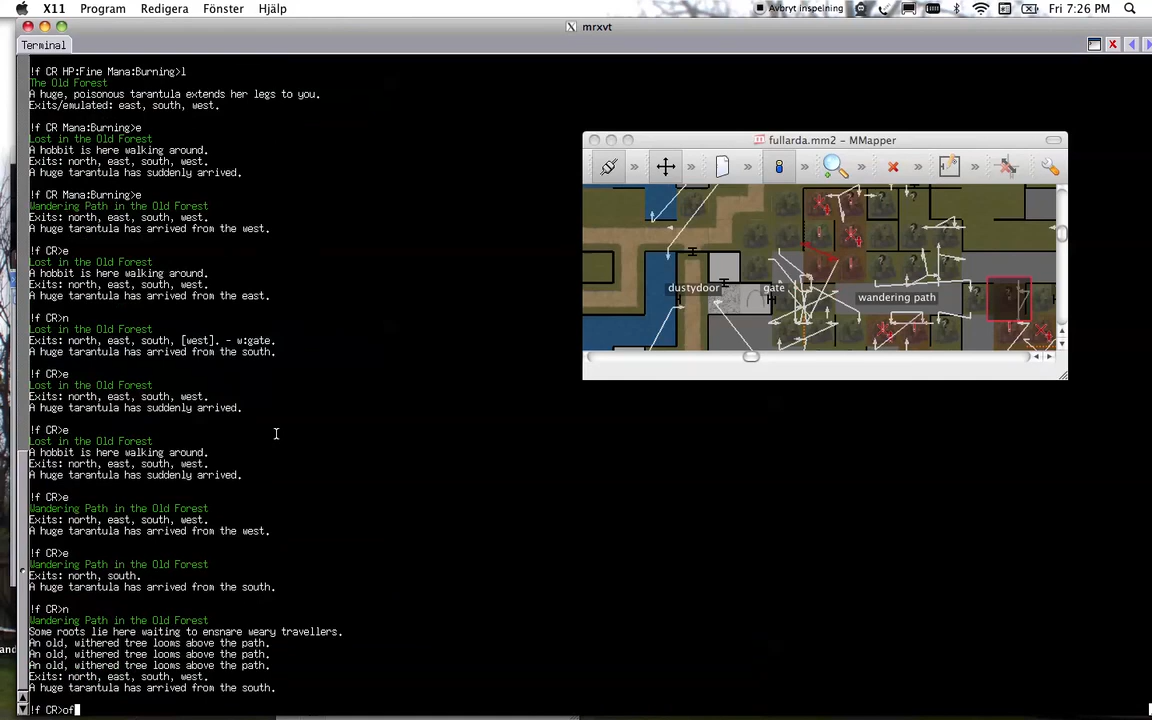 X11 Program Redigera Fönster Hjälp Avbryt inspelning Fri 7:26 PM
mrxvt
Terminal
!f CR HP:Fine Mana:Burning>l
The Old Forest
A huge, poisonous tarantula extends her legs to you.
Exits/emulated: east, south, west.
!f CR Mana:Burning>e
Lost in the Old Forest
A hobbit is here walking around.
Exits: north, east, south, west.
A huge tarantula has suddenly arrived.
!f CR Mana:Burning>e
Wandering Path in the Old Forest
Exits: north, east, south, west.
A huge tarantula has arrived from the west.
!f CR>e
Lost in the Old Forest
A hobbit is here walking around.
Exits: north, east, south, west.
A huge tarantula has arrived from the east.
!f CR>n
Lost in the Old Forest
Exits: north, east, south, [west]. - w:gate.
A huge tarantula has arrived from the south.
!f CR>e
Lost in the Old Forest
Exits: north, east, south, west.
A huge tarantula has suddenly arrived.
!f CR>e
Lost in the Old Forest
A hobbit is here walking around.
Exits: north, east, south, west.
A huge tarantula has suddenly arrived.
!f CR>e
Wandering Path in the Old Forest
Exits: north, east, south, west.
A huge tarantula has arrived from the west.
!f CR>e
Wandering Path in the Old Forest
Exits: north, south.
A huge tarantula has arrived from the south.
!f CR>n
Wandering Path in the Old Forest
Some roots lie here waiting to ensnare weary travellers.
An old, withered tree looms above the path.
An old, withered tree looms above the path.
An old, withered tree looms above the path.
Exits: north, east, south, west.
A huge tarantula has arrived from the south.
!f CR>of
fullarda.mm2 - MMapper
dustydoor gate wandering path